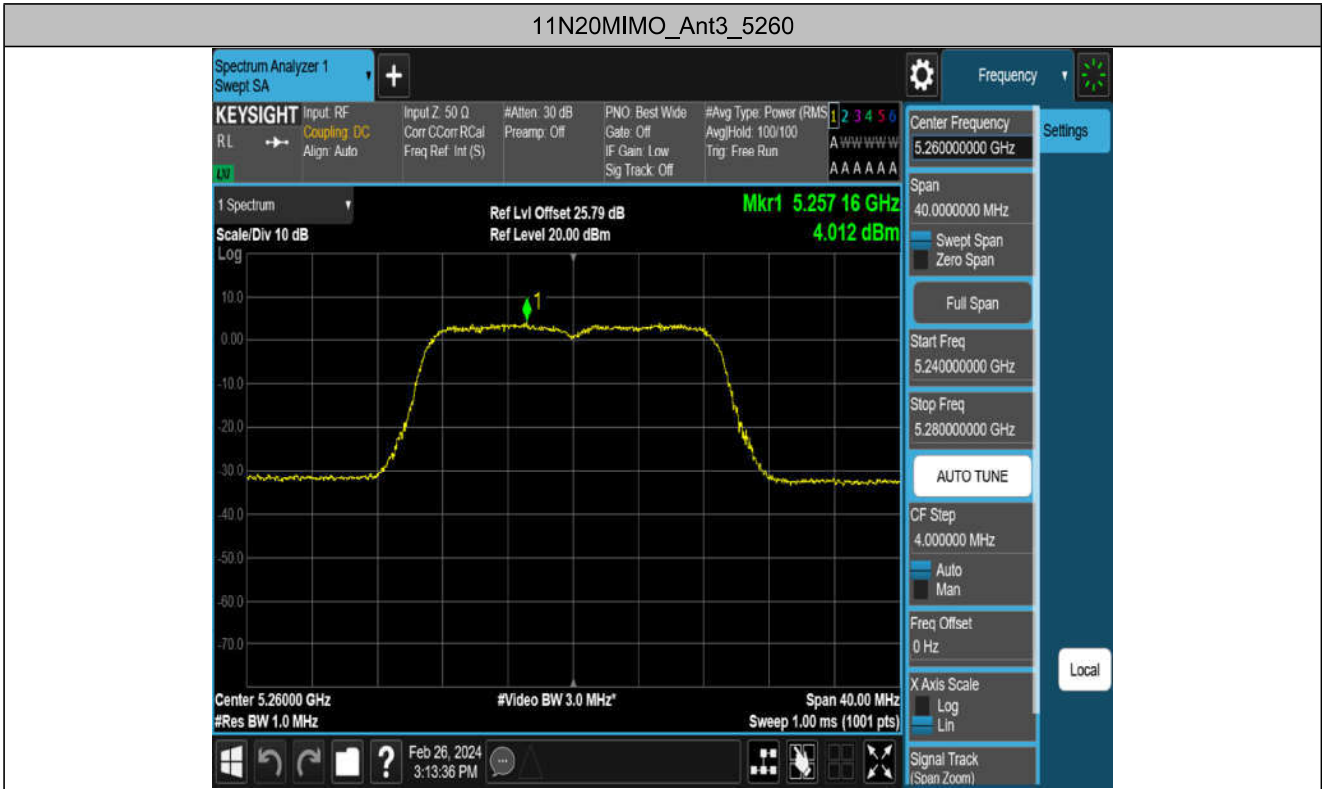 11N20MIMO_Ant3_5260
Spectrum Analyzer 1
Swept SA
+
Frequency
KEYSIGHT
RL
LXI
Input: RF
Coupling: DC
Align: Auto
Input Z: 50 Ω
Corr CCorr RCal
Freq Ref: Int (S)
#Atten: 30 dB
Preamp: Off
PNO: Best Wide
Gate: Off
IF Gain: Low
Sig Track: Off
#Avg Type: Power (RMS
Avg|Hold: 100/100
Trig: Free Run
1 2 3 4 5 6
A W W W W W
A A A A A A
1 Spectrum
Scale/Div 10 dB
Log
Ref Lvl Offset 25.79 dB
Ref Level 20.00 dBm
Mkr1 5.257 16 GHz
4.012 dBm
1
10.0
0.00
-10.0
-20.0
-30.0
-40.0
-50.0
-60.0
-70.0
Center 5.26000 GHz
#Res BW 1.0 MHz
#Video BW 3.0 MHz*
Span 40.00 MHz
Sweep 1.00 ms (1001 pts)
?
Feb 26, 2024
3:13:36 PM
Center Frequency
5.260000000 GHz
Settings
Span
40.0000000 MHz
Swept Span
Zero Span
Full Span
Start Freq
5.240000000 GHz
Stop Freq
5.280000000 GHz
AUTO TUNE
CF Step
4.000000 MHz
Auto
Man
Freq Offset
0 Hz
X Axis Scale
Log
Lin
Local
Signal Track
(Span Zoom)